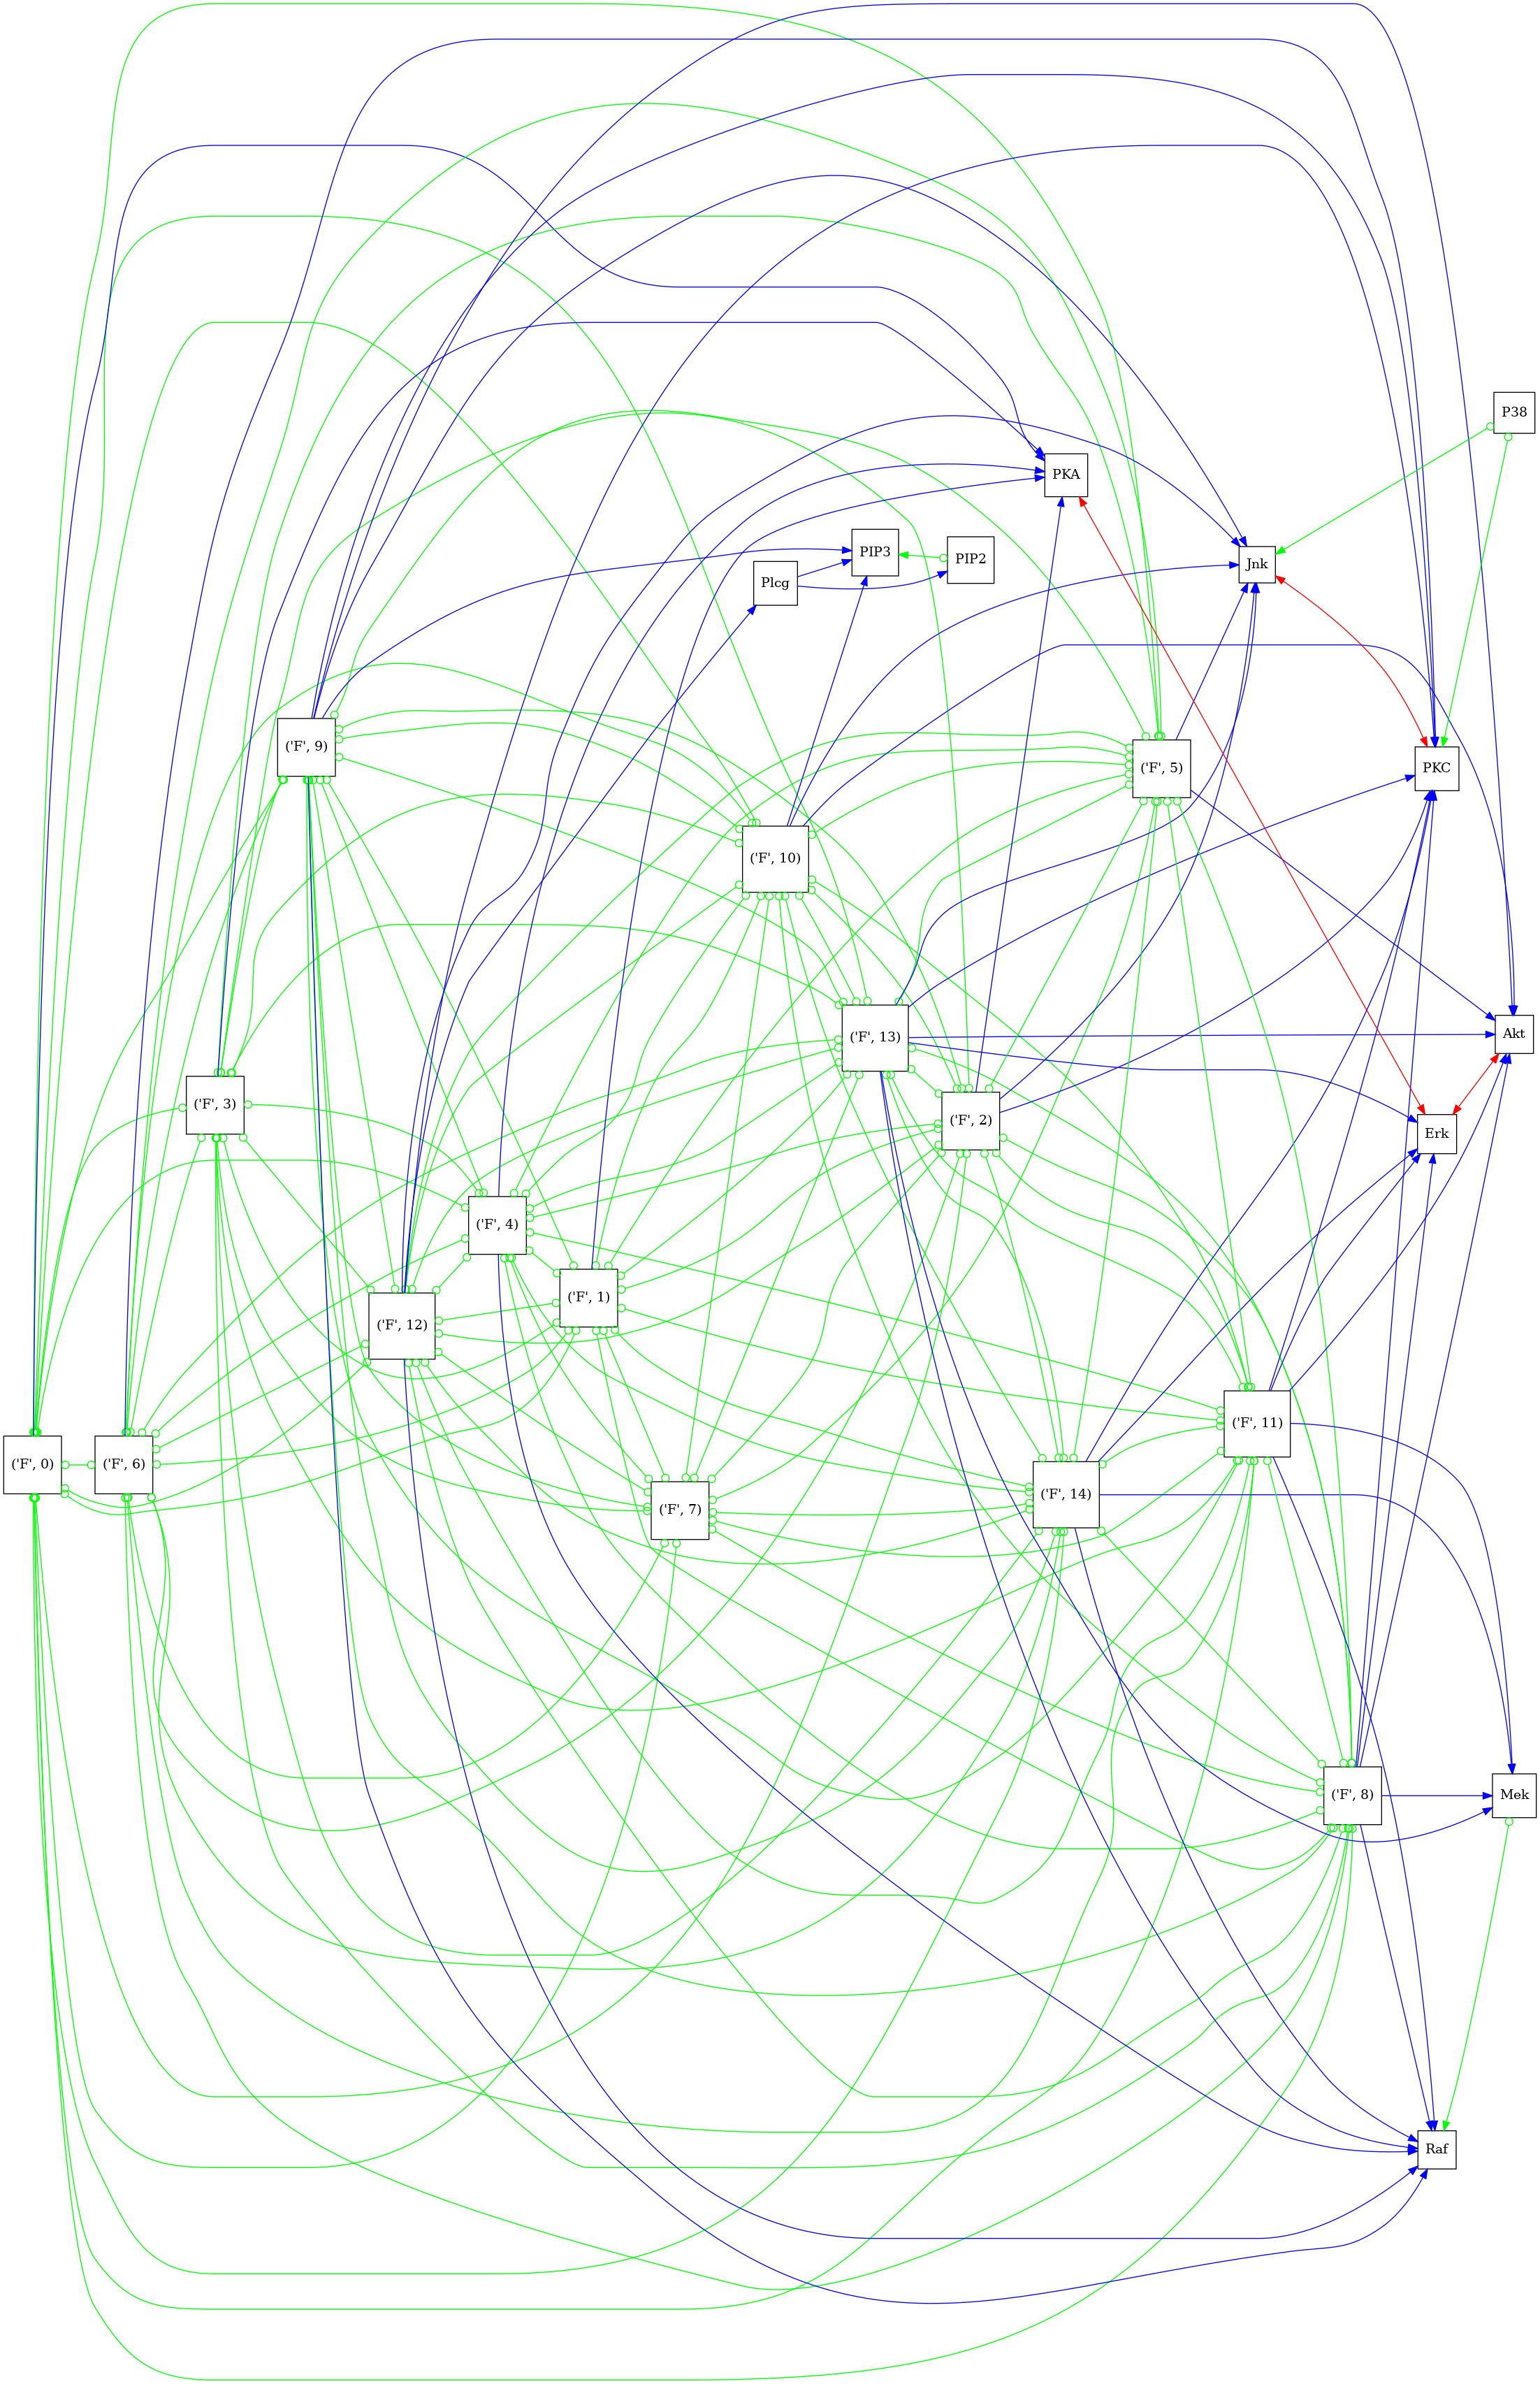 P38
PKA
PIP3
PIP2
Jnk
Plcg
('F', 9)
('F', 5)
PKC
('F', 10)
('F', 13)
Akt
('F', 3)
('F', 2)
Erk
('F', 4)
('F', 1)
('F', 12)
('F', 11)
('F', 0)
('F', 6)
('F', 14)
('F', 7)
('F', 8)
Mek
Raf